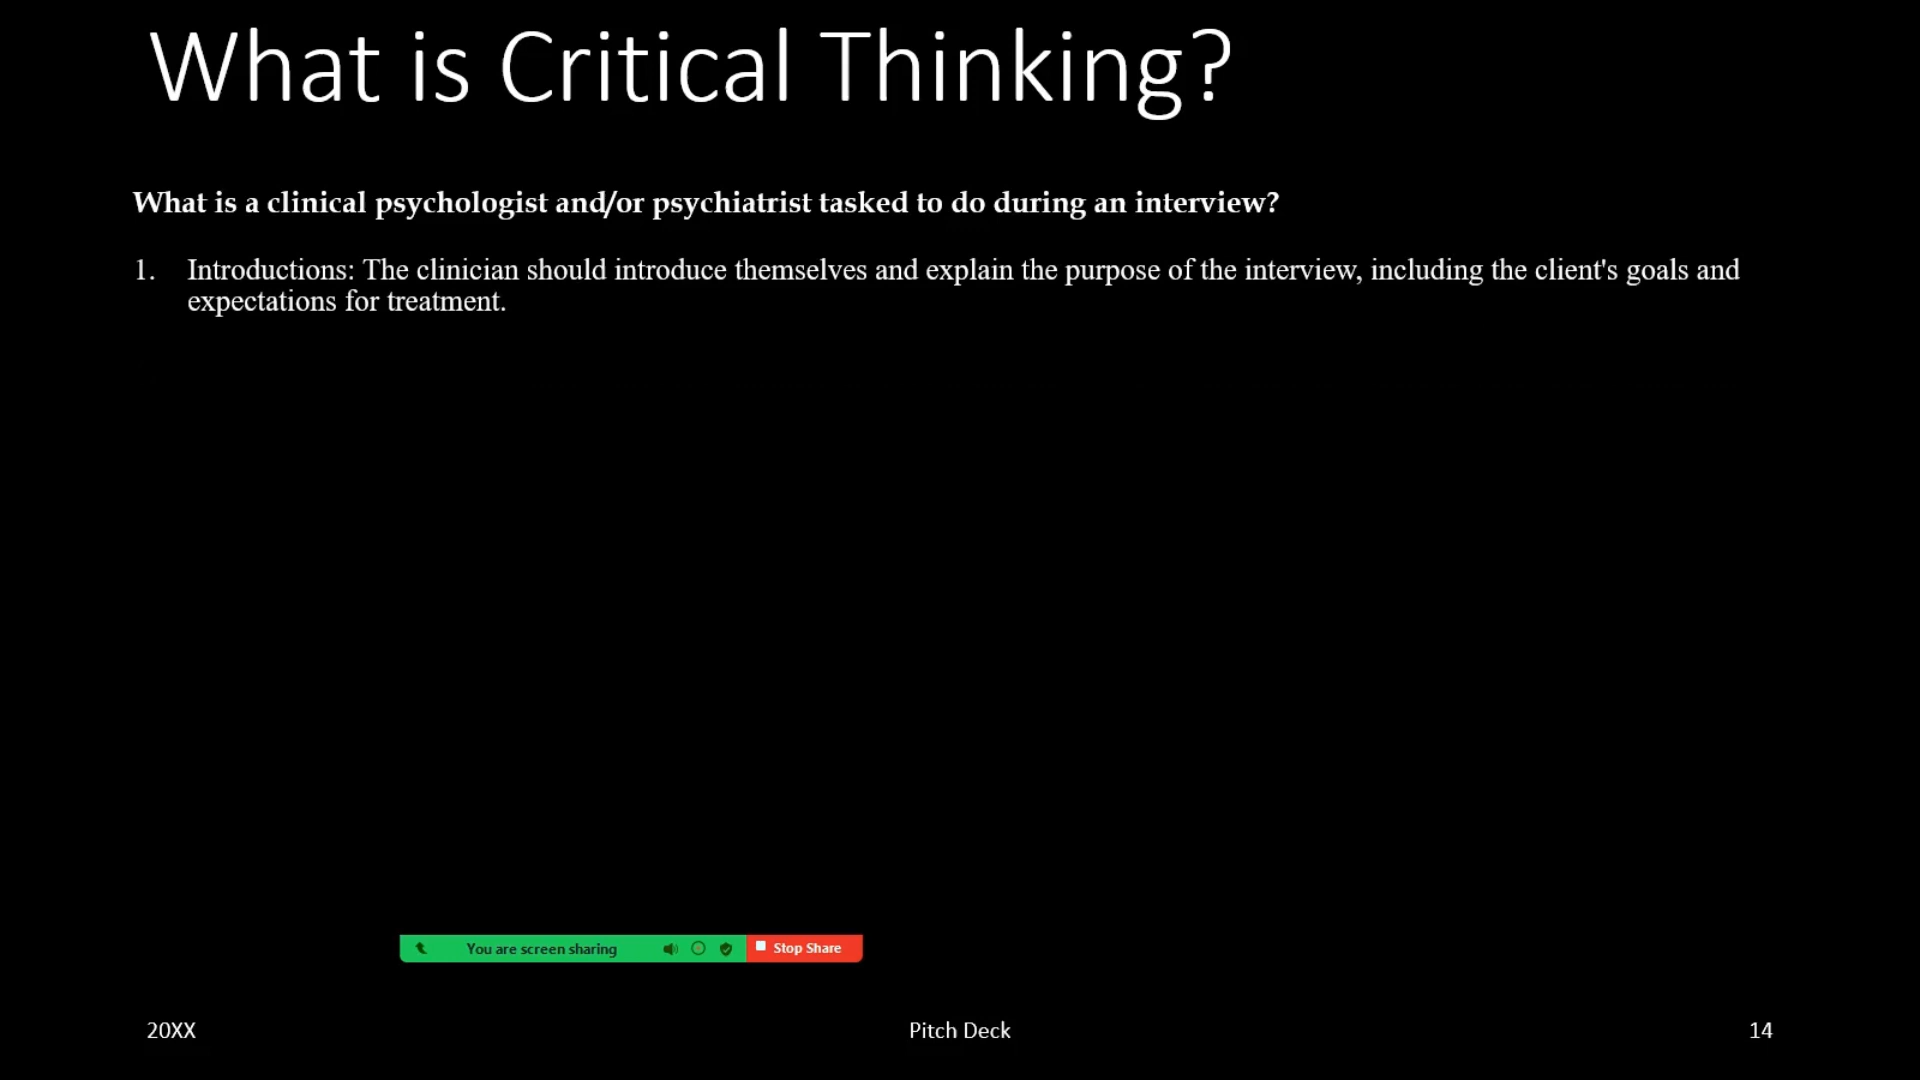 What is Critical Thinking?
What is a clinical psychologist and/or psychiatrist tasked to do during an interview?
1. Introductions: The clinician should introduce themselves and explain the purpose of the interview, including the client's goals and
expectations for treatment.
You are screen sharing Stop Share
20XX Pitch Deck 14